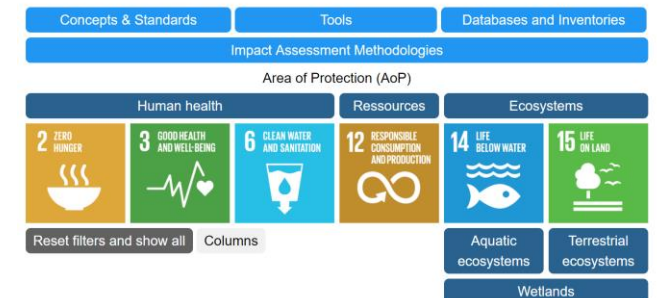 Concepts & Standards
Tools
Databases and Inventories
Impact Assessment Methodologies
Area of Protection (AoP)
Human health
Ressources
Ecosystems
2 ZERO
HUNGER
3 GOOD HEALTH
AND WELL-BEING
6 CLEAN WATER
AND SANITATION
12 RESPONSIBLE
CONSUMPTION
AND PRODUCTION
14 LIFE
BELOW WATER
15 LIFE
ON LAND
Reset filters and show all
Columns
Aquatic
ecosystems
Terrestrial
ecosystems
Wetlands